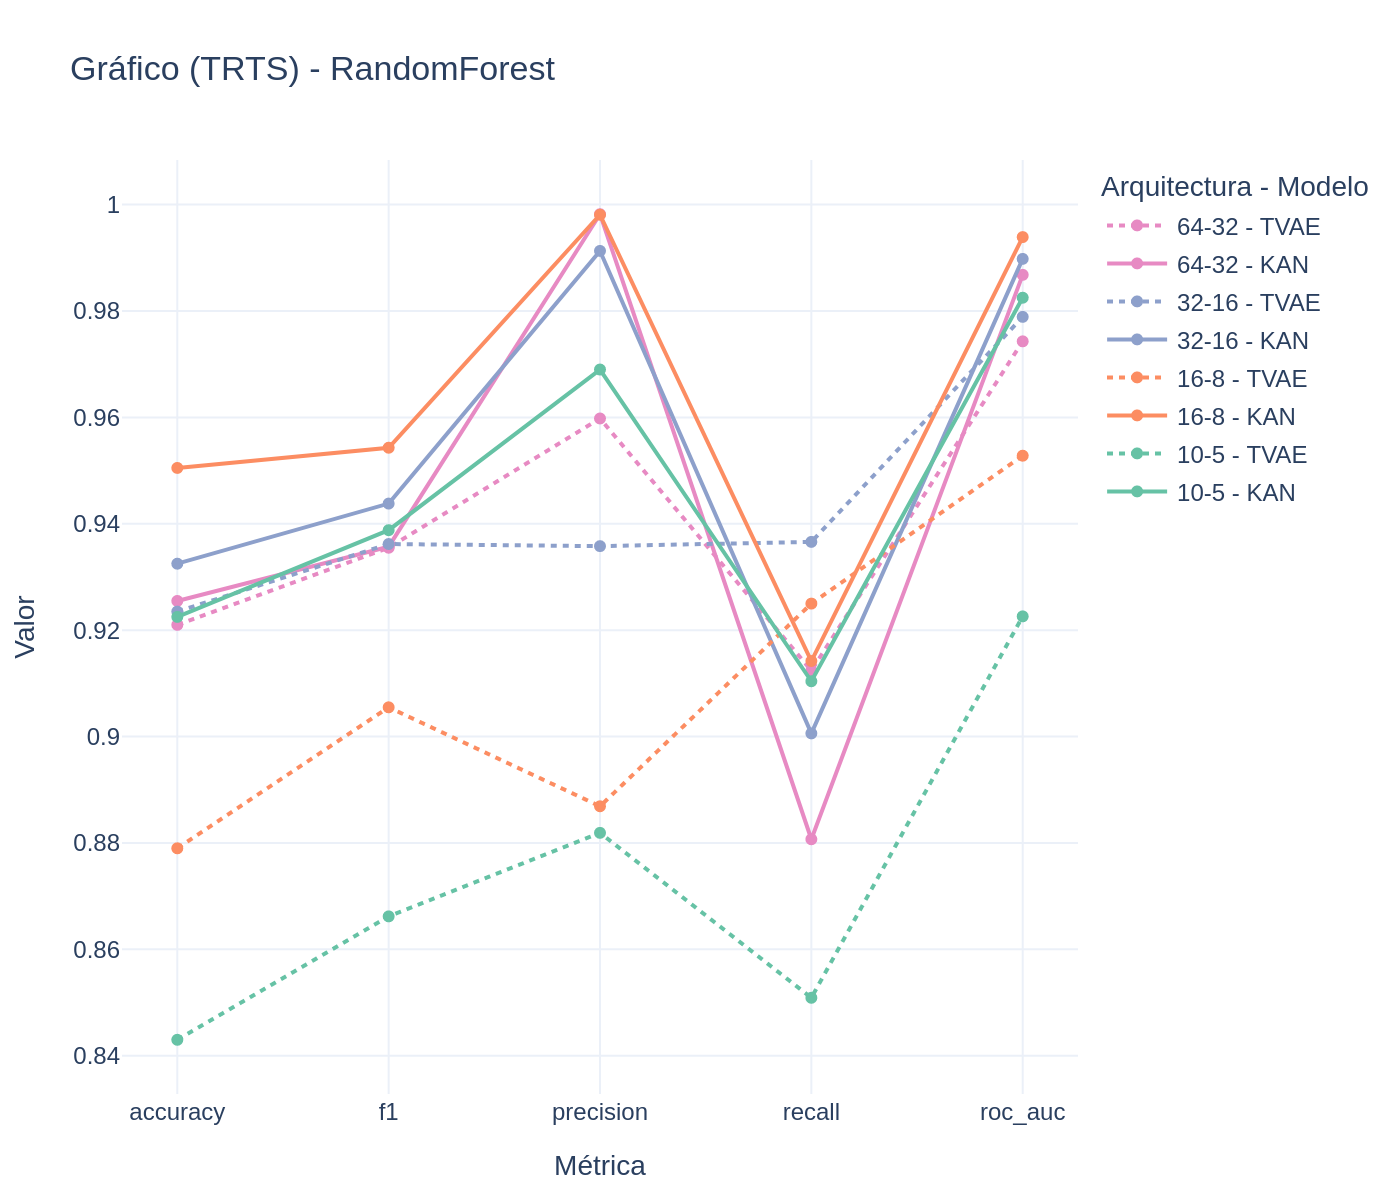 Gráfico (TRTS) - RandomForest
Arquitectura - Modelo
64-32 - TVAE
64-32 - KAN
32-16 - TVAE
32-16 - KAN
16-8 - TVAE
16-8 - KAN
10-5 - TVAE
10-5 - KAN
Valor
1
0.98
0.96
0.94
0.92
0.9
0.88
0.86
0.84
accuracy f1 precision recall roc_auc
Métrica